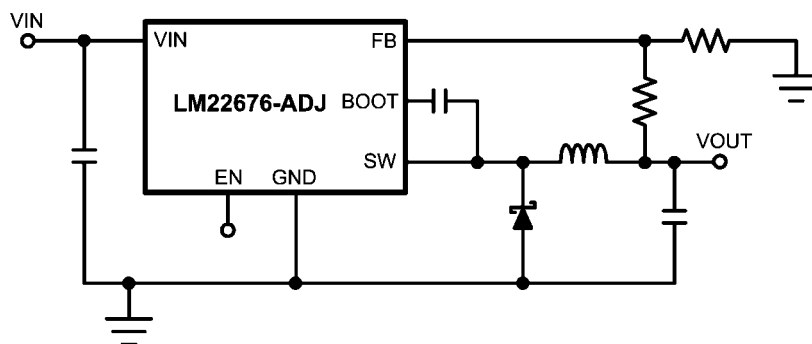 VIN
VIN
FB
LM22676-ADJ
BOOT
VOUT
SW
EN
GND